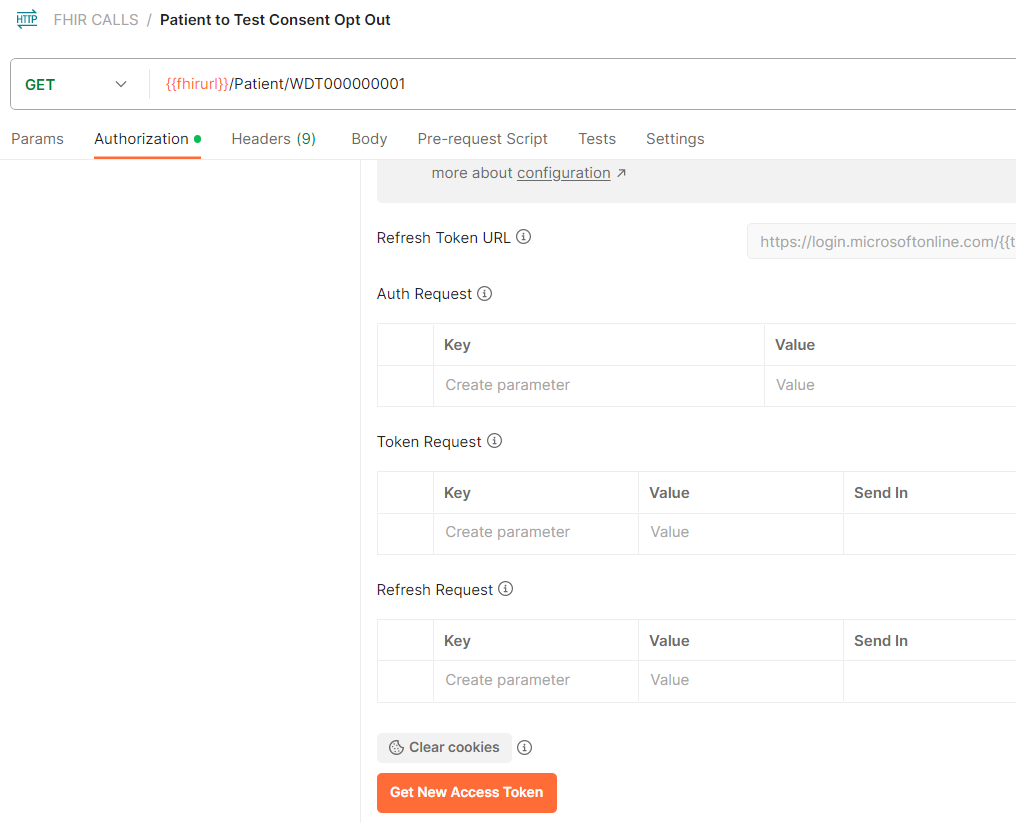 HTTP FHIR CALLS / Patient to Test Consent Opt Out
GET {{fhirurl}}/Patient/WDT000000001
Params Authorization Headers (9) Body Pre-request Script Tests Settings
more about configuration ↗
Refresh Token URL https://login.microsoftonline.com/{{t
Auth Request
Key Value
Create parameter Value
Token Request
Key Value Send In
Create parameter Value
Refresh Request
Key Value Send In
Create parameter Value
Clear cookies
Get New Access Token